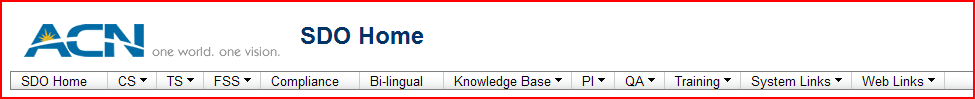 ACN one world. one vision. SDO Home
SDO Home CS TS FSS Compliance Bi-lingual Knowledge Base PI QA Training System Links Web Links